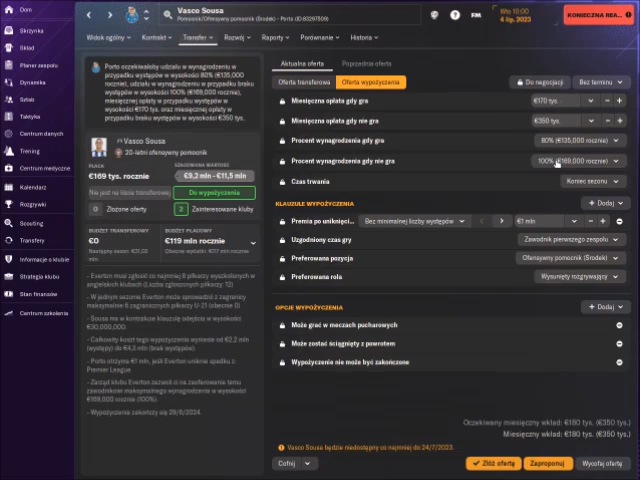 Dom
Vasco Sousa
Pomocnik/Ofensywny pomocnik (Środek) - Porto (ID:83297509)
FM
Wto 10:00
4 lip 2023
KONIECZNA REA...
Skrzynka
Skład
Planer zespołu
Dynamika
Sztab
Taktyka
Centrum danych
Trening
Centrum medyczne
Kalendarz
Rozgrywki
Scouting
Transfery
Informacje o klubie
Strategia klubu
Stan finansów
Centrum szkolenia
Widok ogólny
Kontrakt
Transfer
Rozwój
Raporty
Porównanie
Historia
Porto oczekiwałoby udziału w wynagrodzeniu w
przypadku występów w wysokości 80% (€135,000
rocznie), udziału w wynagrodzeniu w przypadku braku
występów w wysokości 100% (€169,000 rocznie),
miesięcznej opłaty w przypadku występów w
wysokości €170 tys. oraz miesięcznej opłaty w
przypadku braku występów w wysokości €350 tys.
Vasco Sousa
20-letni ofensywny pomocnik
PŁACA
€169 tys. rocznie
SZACOWANA WARTOŚĆ
€9,2 mln - €11,5 mln
Nie jest na liście transferowej
Do wypożyczenia
0 Złożone oferty
Zainteresowane kluby
BUDŻET TRANSFEROWY
€0
BUDŻET PŁACOWY
€119 mln rocznie
- Everton musi zgłosić co najmniej 8 piłkarzy wyszkolonych w
angielskich klubach (Liczba zgłoszonych piłkarzy: 12)
- W jednym sezonie Everton może sprowadzić z zagranicy
maksymalnie 6 zagranicznych piłkarzy U-21 (obecnie 0)
- Sousa ma w kontrakcie klauzulę odejścia w wysokości
€30,000,000.
- Całkowity koszt tego wypożyczenia wyniesie od €2,2 mln
(występy) do €4,3 mln (brak występów).
- Porto otrzyma €1 mln, jeśli Everton uniknie spadku z
Premier League
- Zarząd klubu Everton zezwolił na zaoferowanie temu
zawodnikowi maksymalnego wynagrodzenia w wysokości
€169,000 rocznie (100%).
- Wypożyczenie zakończy się 29/6/2024.
Aktualna oferta
Poprzednia oferta
Oferta transferowa
Oferta wypożyczenia
Do negocjacji
Bez terminu
Miesięczna opłata gdy gra
€170 tys.
Miesięczna opłata gdy nie gra
€350 tys.
Procent wynagrodzenia gdy gra
80% (€135,000 rocznie)
Procent wynagrodzenia gdy nie gra
100% (€169,000 rocznie)
Czas trwania
Koniec sezonu
KLAUZULE WYPOŻYCZENIA
Dodaj
Premia po uniknięci...
Bez minimalnej liczby występów
€1 mln
Uzgodniony czas gry
Zawodnik pierwszego zespołu
Preferowana pozycja
Ofensywny pomocnik (Środek)
Preferowana rola
Wysunięty rozgrywający
OPCJE WYPOŻYCZENIA
Dodaj
Może grać w meczach pucharowych
Może zostać ściągnięty z powrotem
Wypożyczenie nie może być zakończone
Oczekiwany miesięczny wkład: €180 tys. (€350 tys.)
Miesięczny wkład: €180 tys. (€350 tys.)
Vasco Sousa będzie niedostępny co najmniej do 24/7/2023.
Cofnij
Złóż ofertę
Zaproponuj
Wycofaj ofertę